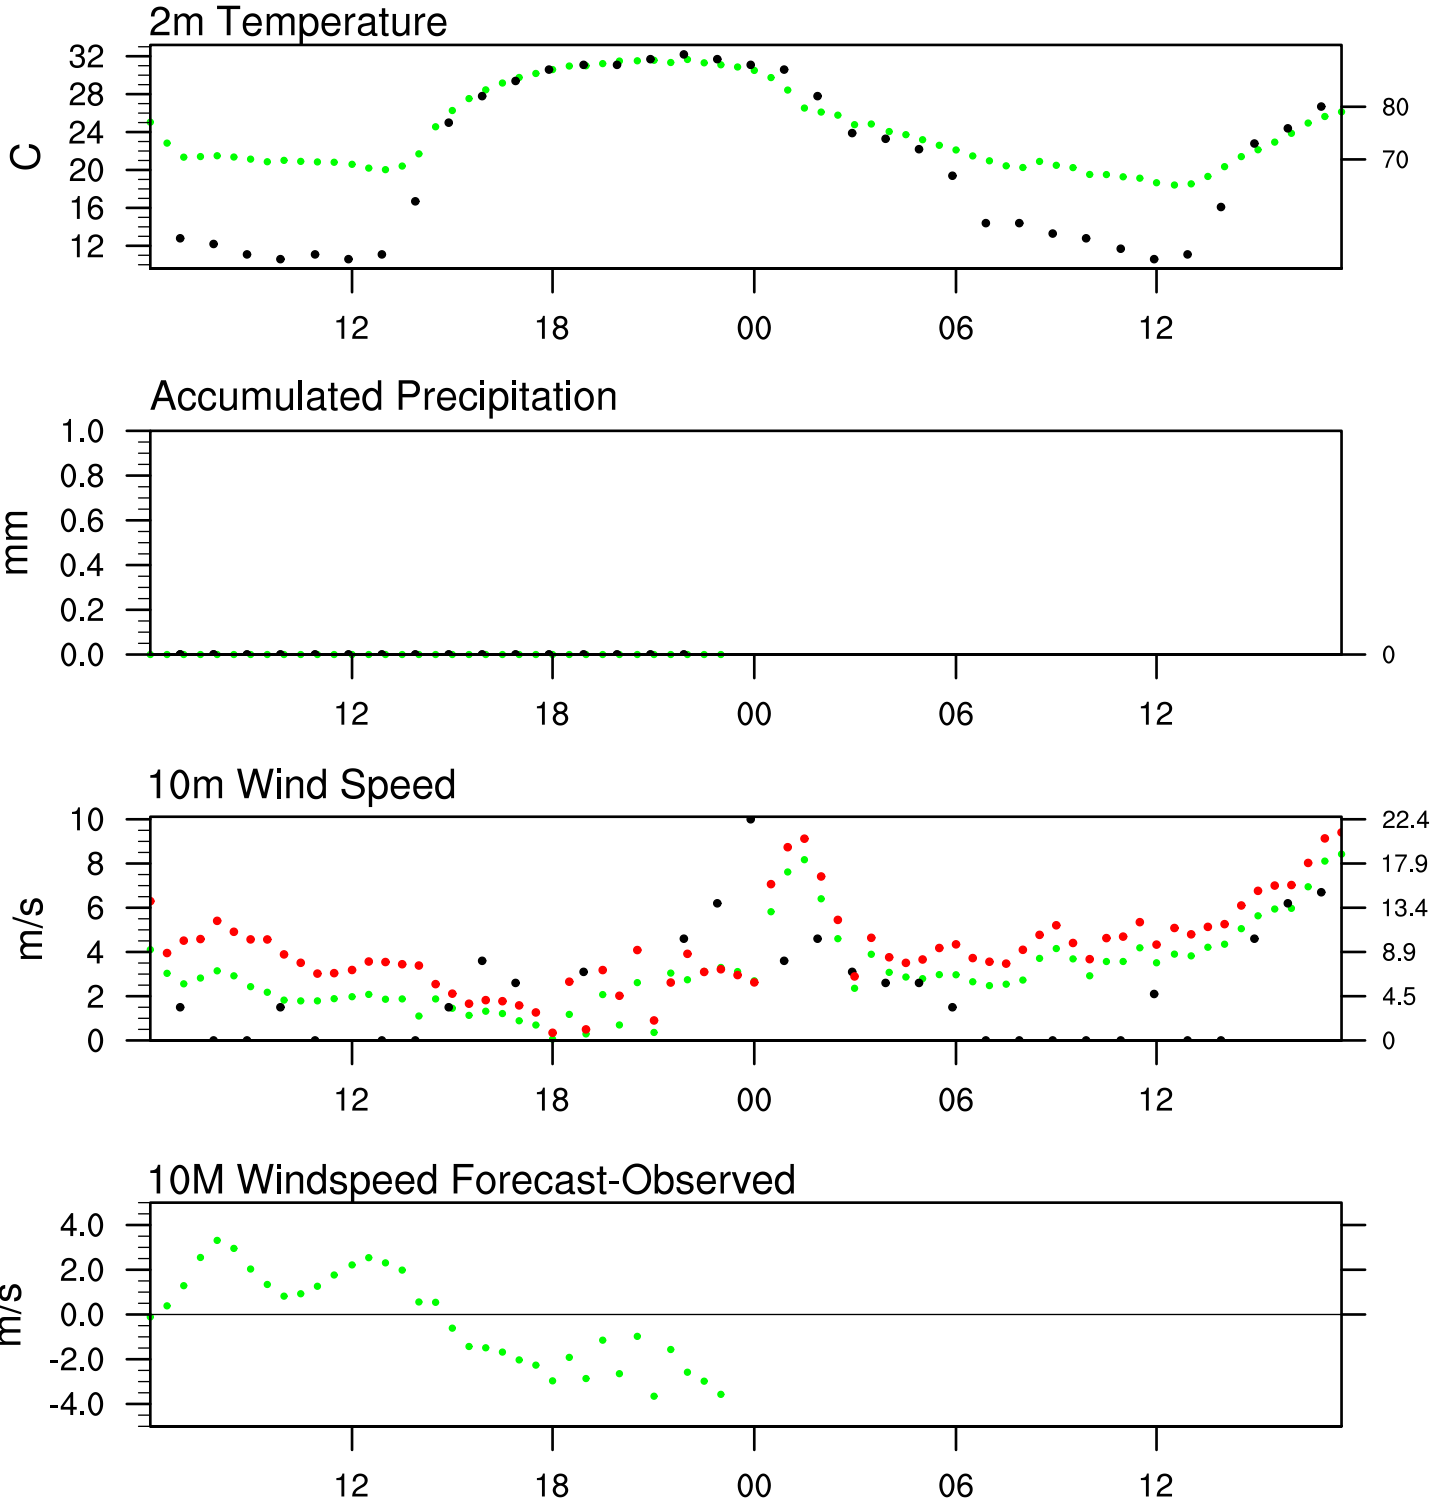 2m Temperature
32
28
24
20
16
12
C
80
70
12 18 00 06 12
Accumulated Precipitation
1.0
0.8
0.6
0.4
0.2
0.0
mm
0
12 18 00 06 12
10m Wind Speed
10
8
6
4
2
0
m/s
22.4
17.9
13.4
8.9
4.5
0
12 18 00 06 12
10M Windspeed Forecast-Observed
4.0
2.0
0.0
-2.0
-4.0
m/s
12 18 00 06 12